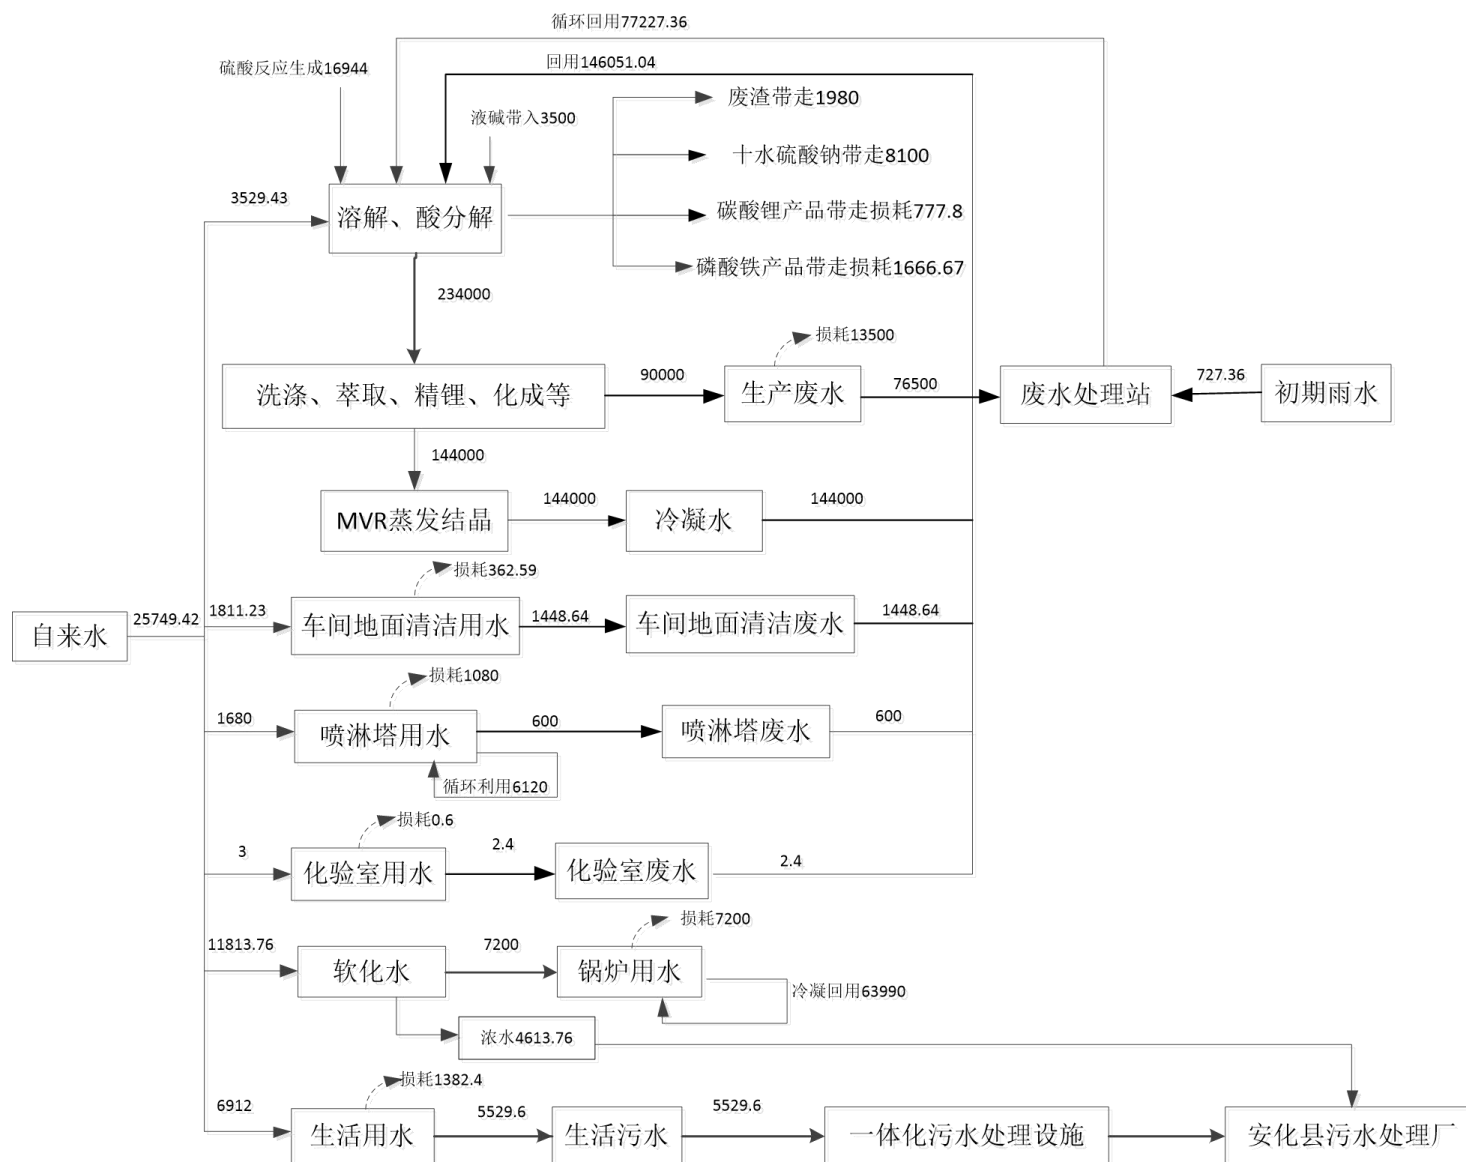 循环回用77227.36
回用146051.04
硫酸反应生成16944
废渣带走1980
液碱带入3500
十水硫酸钠带走8100
3529.43
溶解、酸分解
碳酸锂产品带走损耗777.8
磷酸铁产品带走损耗1666.67
234000
损耗13500
洗涤、萃取、精锂、化成等
90000
生产废水
76500
废水处理站
727.36
初期雨水
144000
MVR蒸发结晶
144000
冷凝水
144000
损耗362.59
自来水
25749.42
1811.23
车间地面清洁用水
1448.64
车间地面清洁废水
1448.64
损耗1080
1680
喷淋塔用水
600
喷淋塔废水
600
循环利用6120
损耗0.6
3
化验室用水
2.4
化验室废水
2.4
损耗7200
11813.76
软化水
7200
锅炉用水
冷凝回用63990
浓水4613.76
损耗1382.4
6912
生活用水
5529.6
生活污水
5529.6
一体化污水处理设施
安化县污水处理厂